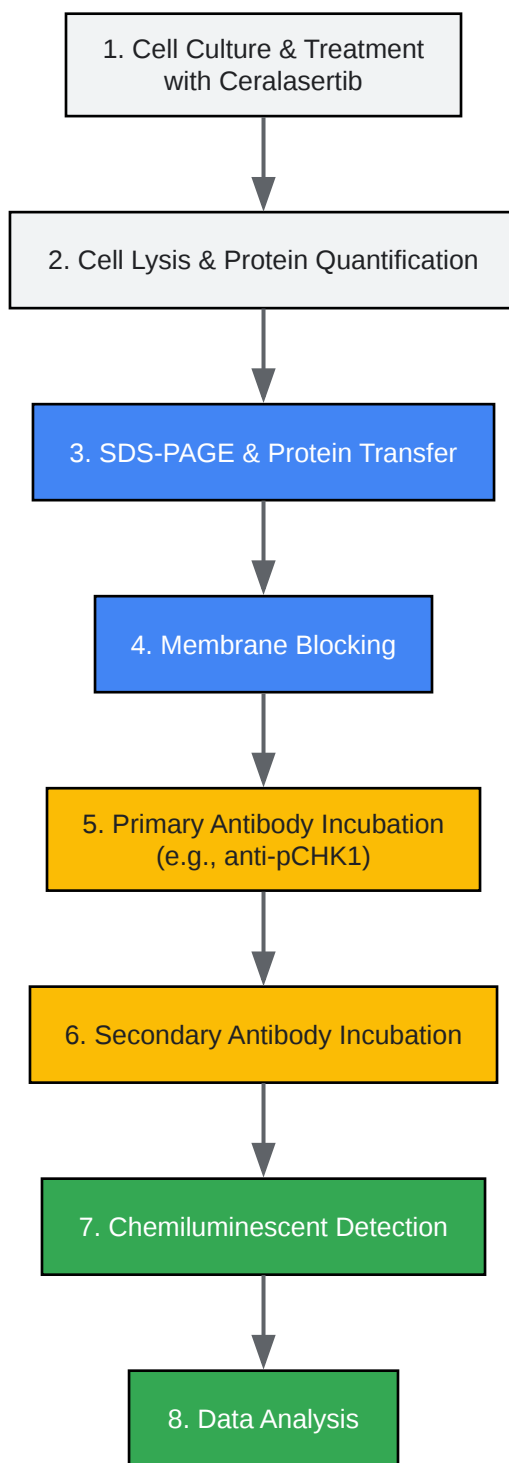 1. Cell Culture & Treatment
with Ceralasertib
2. Cell Lysis & Protein Quantification
3. SDS-PAGE & Protein Transfer
4. Membrane Blocking
5. Primary Antibody Incubation
(e.g., anti-pCHK1)
6. Secondary Antibody Incubation
7. Chemiluminescent Detection
8. Data Analysis